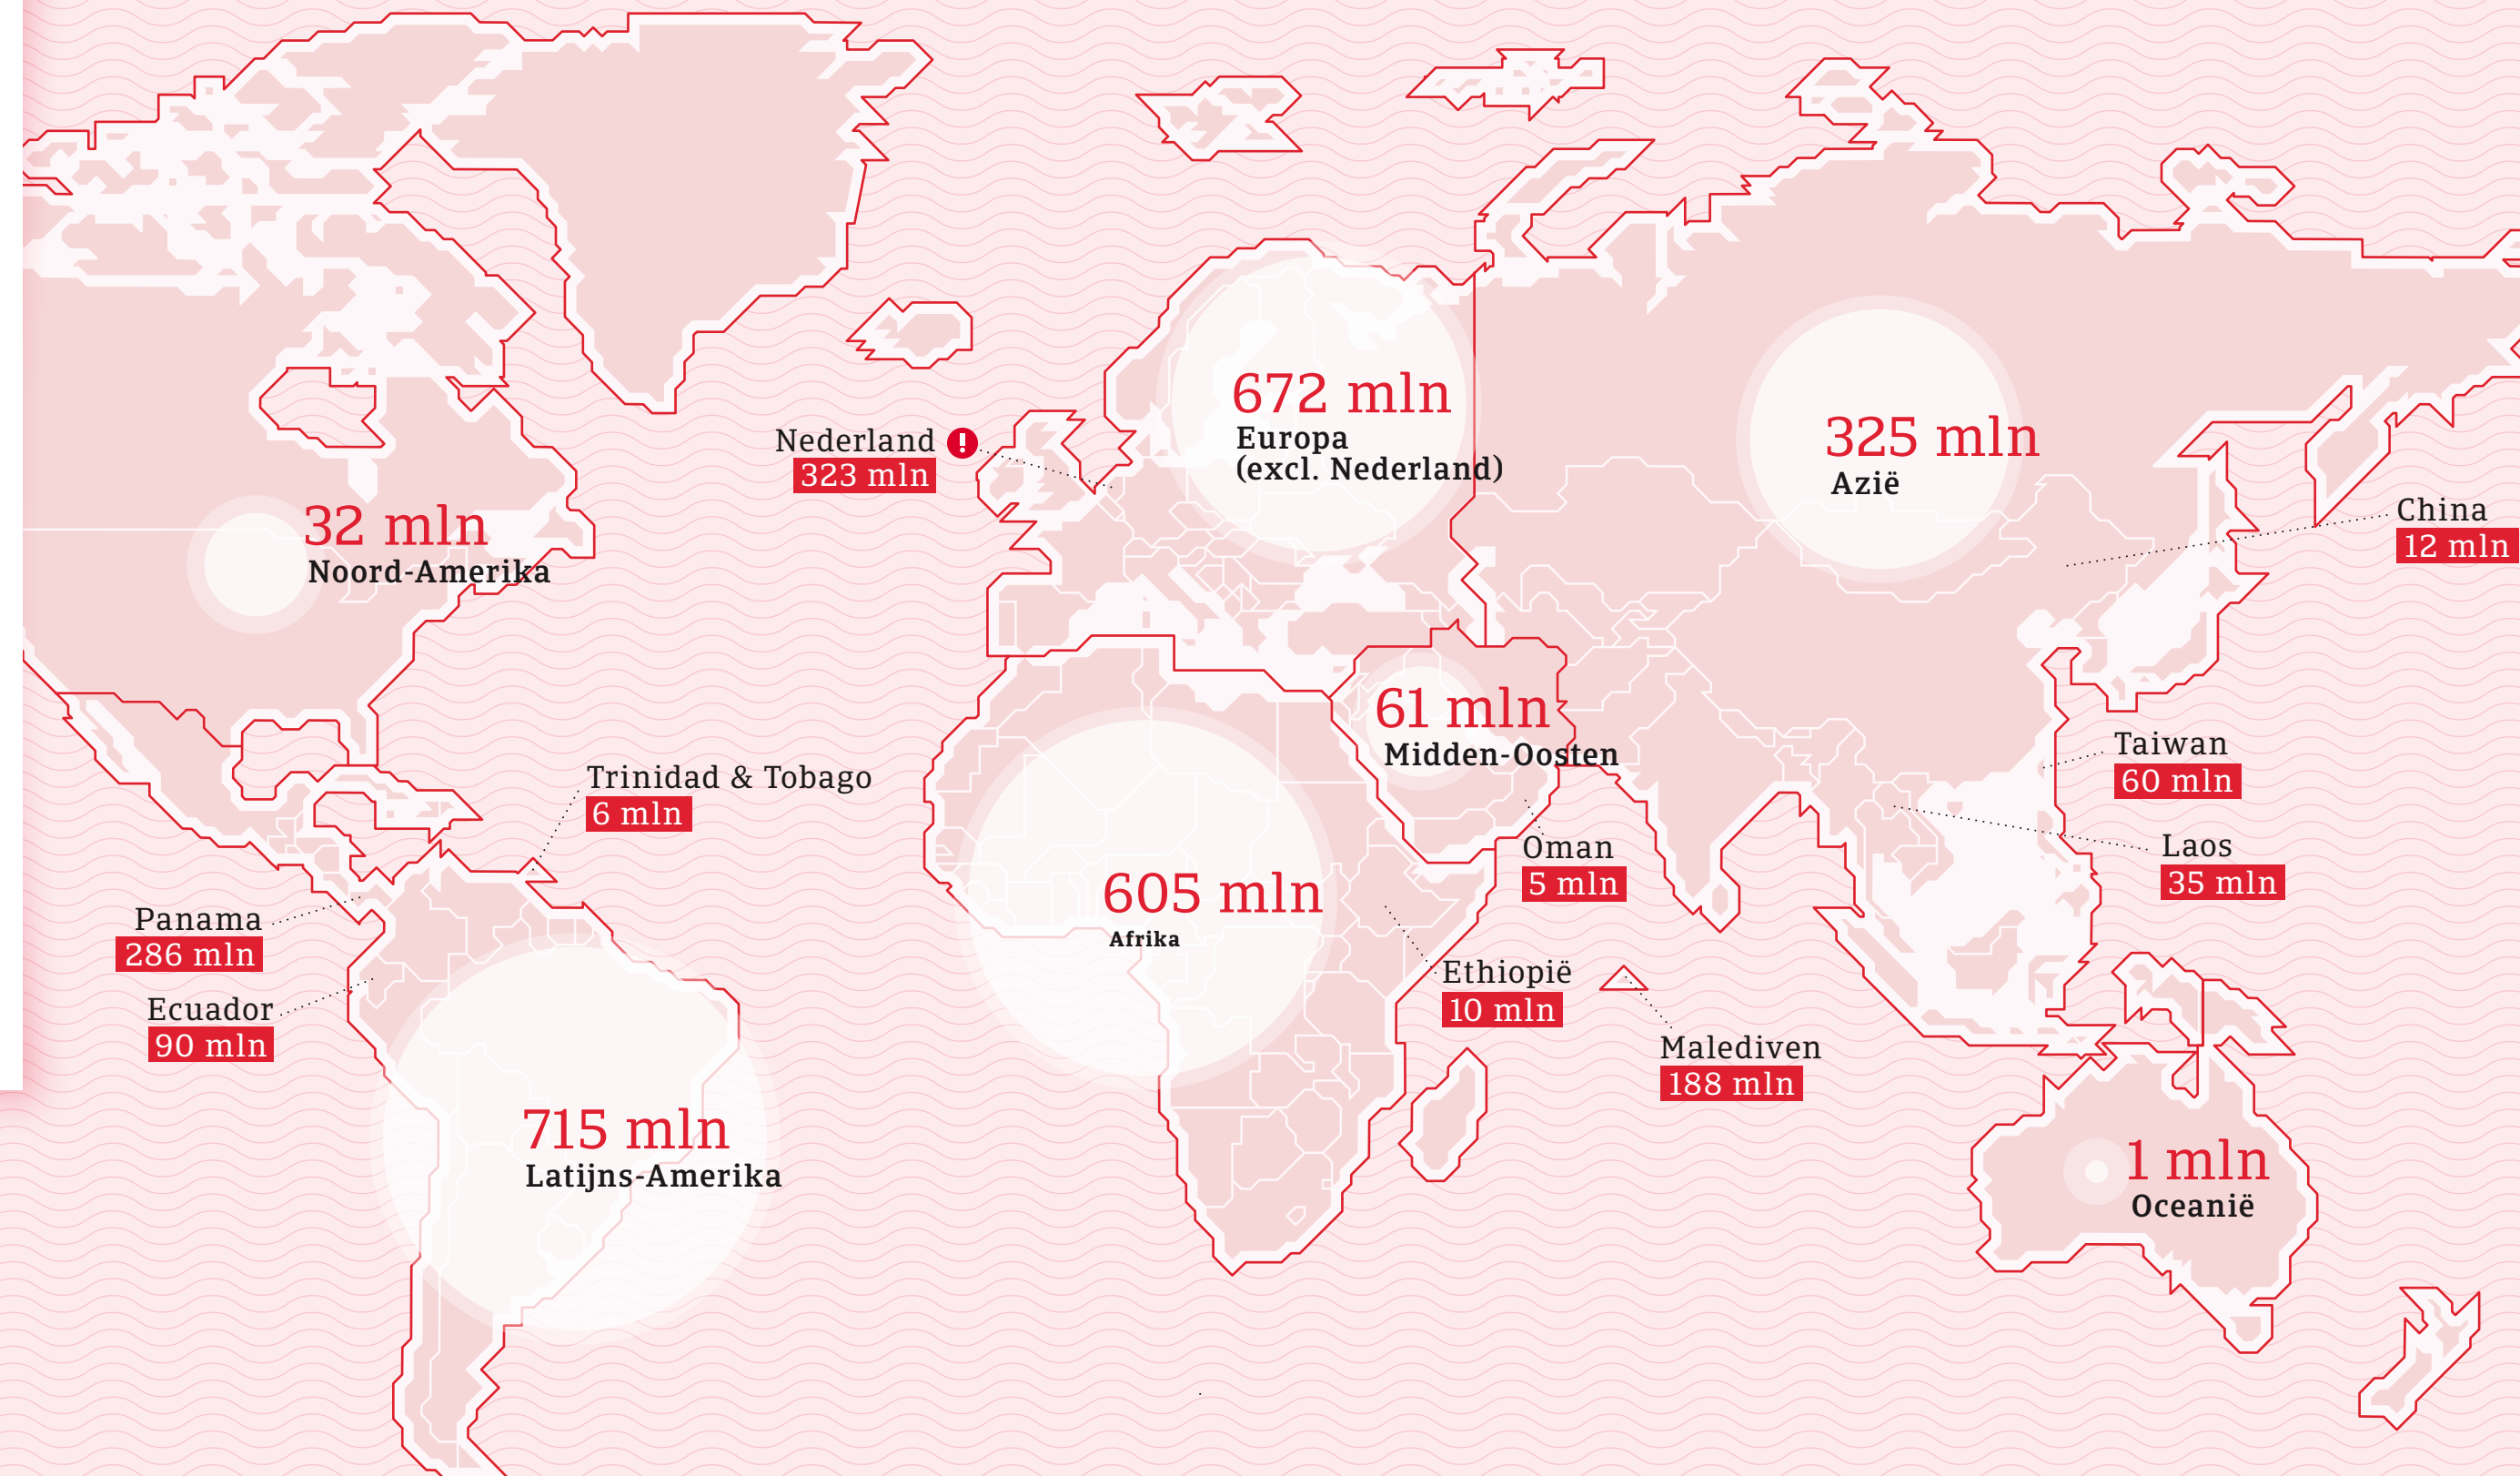 672 mln
Europa
(excl. Nederland)
325 mln
Azië
Nederland
323 mln
China
12 mln
32 mln
Noord-Amerika
61 mln
Midden-Oosten
Taiwan
60 mln
Trinidad & Tobago
6 mln
Oman
5 mln
Laos
35 mln
605 mln
Afrika
Panama
286 mln
Ethiopië
10 mln
Ecuador
90 mln
Malediven
188 mln
715 mln
Latijns-Amerika
1 mln
Oceanië